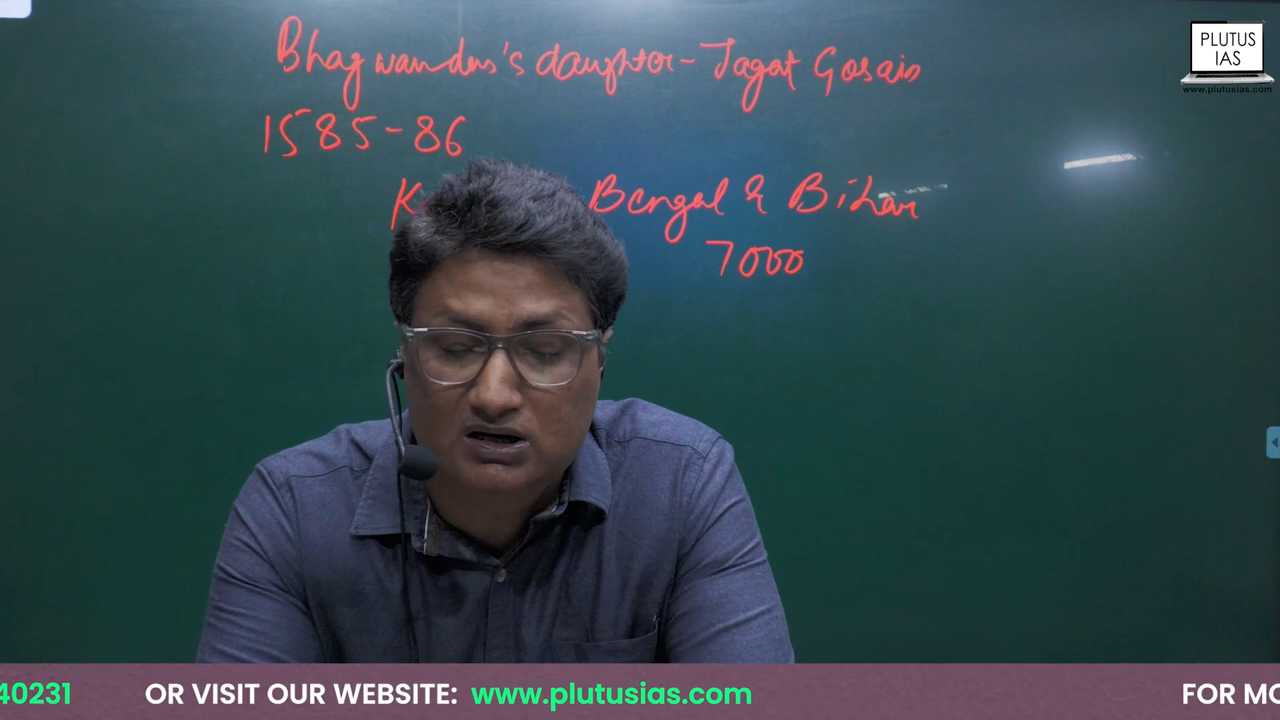 Bhagwandas's daughter - Jagat Gosain
1585-86
Bengal & Bihar
7000
PLUTUS
IAS
www.plutusias.com
40231 OR VISIT OUR WEBSITE: www.plutusias.com FOR MO